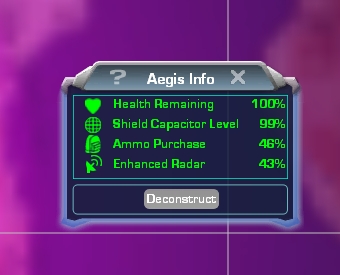 ? Aegis Info X
Health Remaining 100%
Shield Capacitor Level 99%
Ammo Purchase 46%
Enhanced Radar 43%
Deconstruct